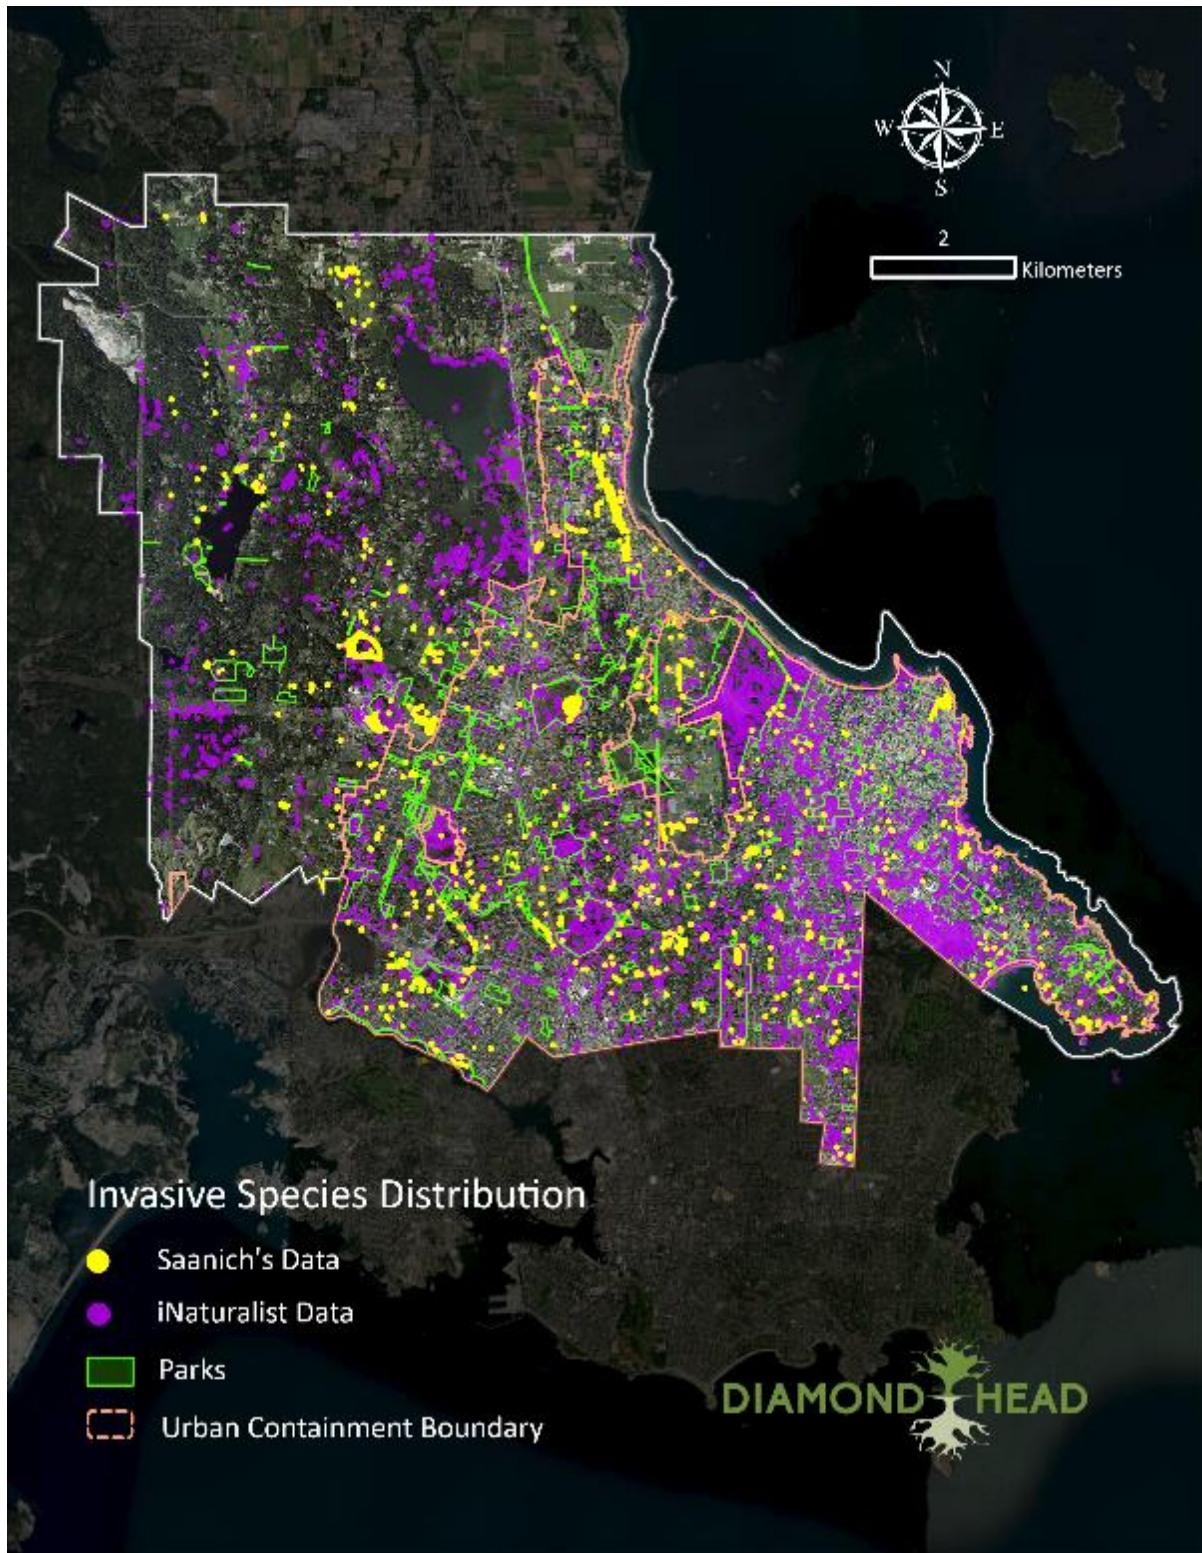 N
W E
S
2
Kilometers
Invasive Species Distribution
Saanich's Data
iNaturalist Data
Parks
Urban Containment Boundary
DIAMOND HEAD